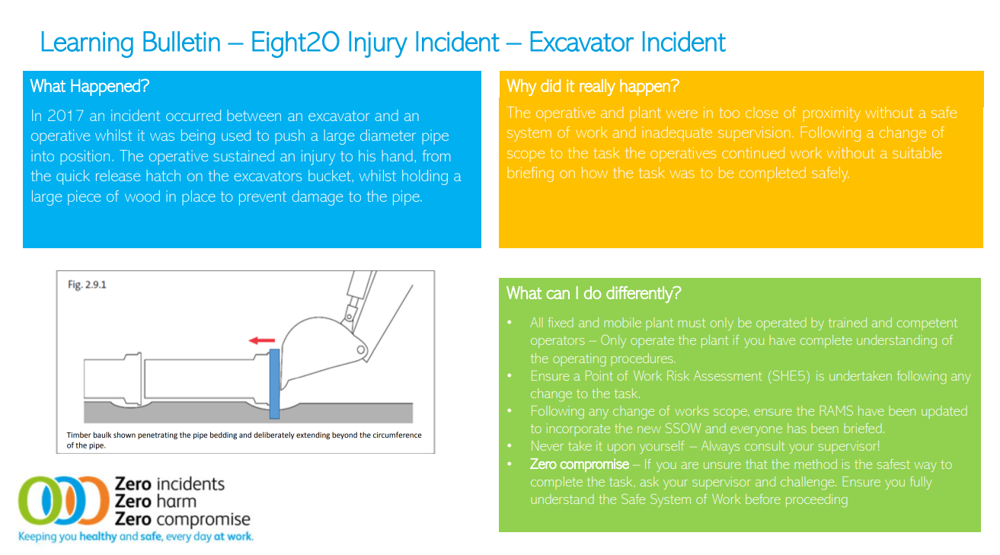 Learning Bulletin – Eight2O Injury Incident – Excavator Incident
What Happened?
In 2017 an incident occurred between an excavator and an
operative whilst it was being used to push a large diameter pipe
into position. The operative sustained an injury to his hand, from
the quick release hatch on the excavators bucket, whilst holding a
large piece of wood in place to prevent damage to the pipe.
Why did it really happen?
The operative and plant were in too close of proximity without a safe
system of work and inadequate supervision. Following a change of
scope to the task the operatives continued work without a suitable
briefing on how the task was to be completed safely.
Fig. 2.9.1
Timber baulk shown penetrating the pipe bedding and deliberately extending beyond the circumference
of the pipe.
What can I do differently?
• All fixed and mobile plant must only be operated by trained and competent
operators – Only operate the plant if you have complete understanding of
the operating procedures.
• Ensure a Point of Work Risk Assessment (SHE5) is undertaken following any
change to the task.
• Following any change of works scope, ensure the RAMS have been updated
to incorporate the new SSOW and everyone has been briefed.
• Never take it upon yourself – Always consult your supervisor!
• Zero compromise – If you are unsure that the method is the safest way to
complete the task, ask your supervisor and challenge. Ensure you fully
understand the Safe System of Work before proceeding
Zero incidents
Zero harm
Zero compromise
Keeping you healthy and safe, every day at work.